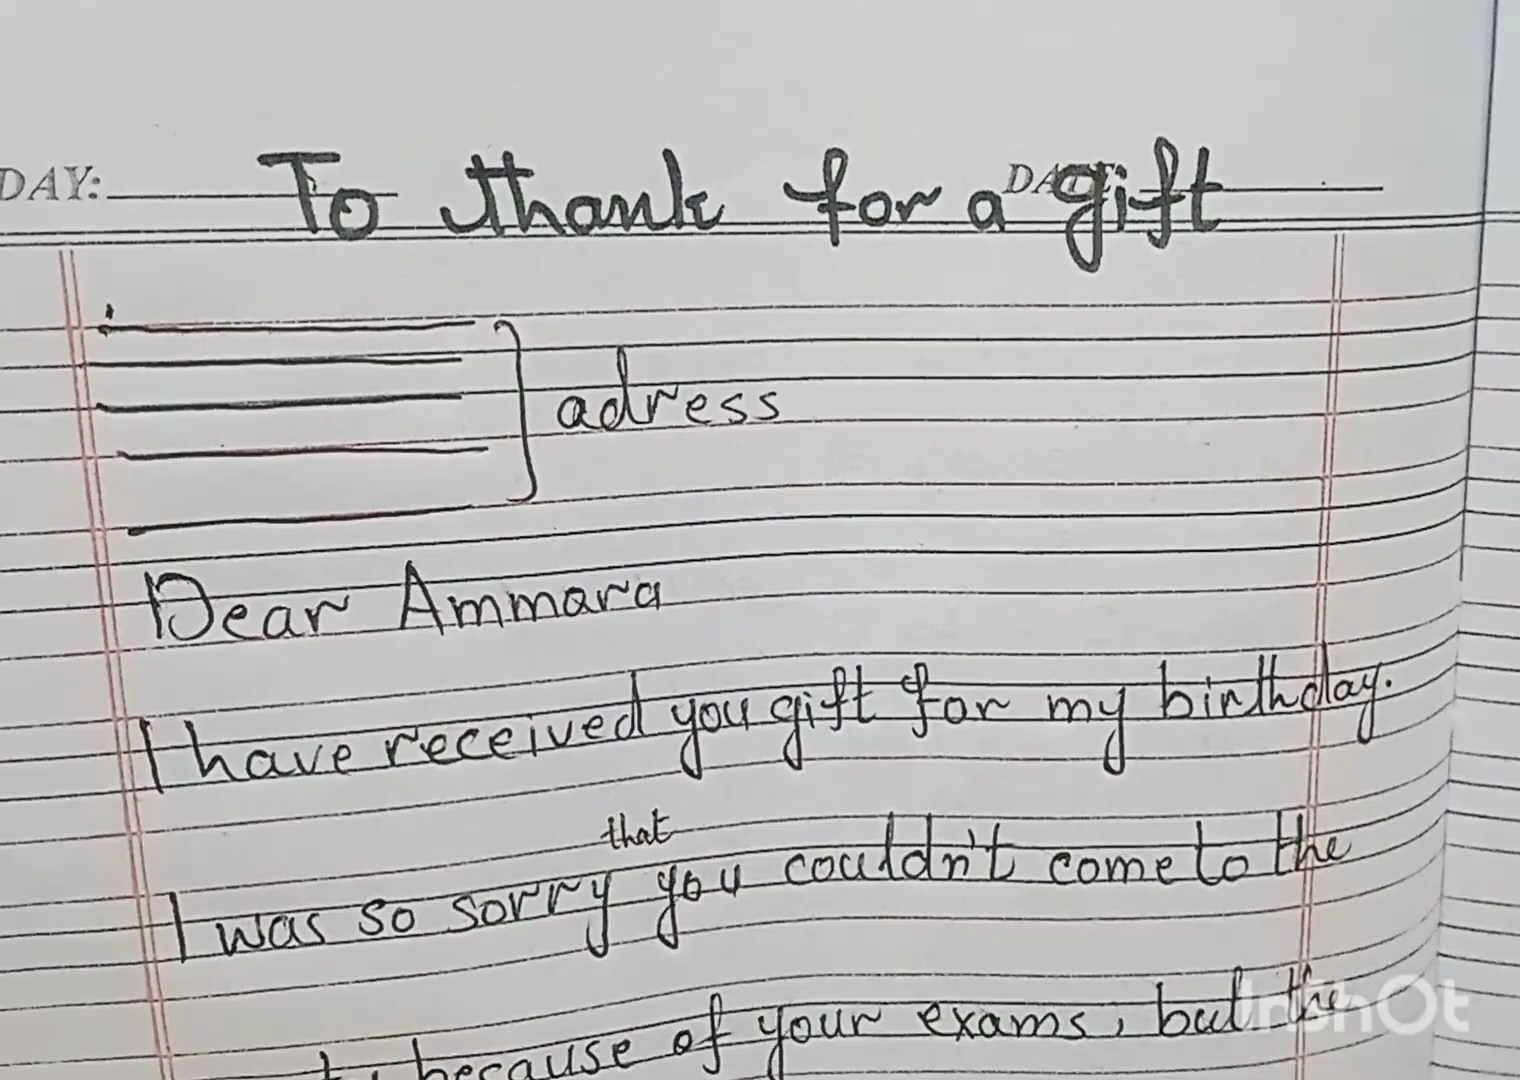 DAY:
To thank for a gift
adress
Dear Ammara
I have received you gift for my birthday.
that
I was so sorry you couldn't come to the
because of your exams, but the
InShOt